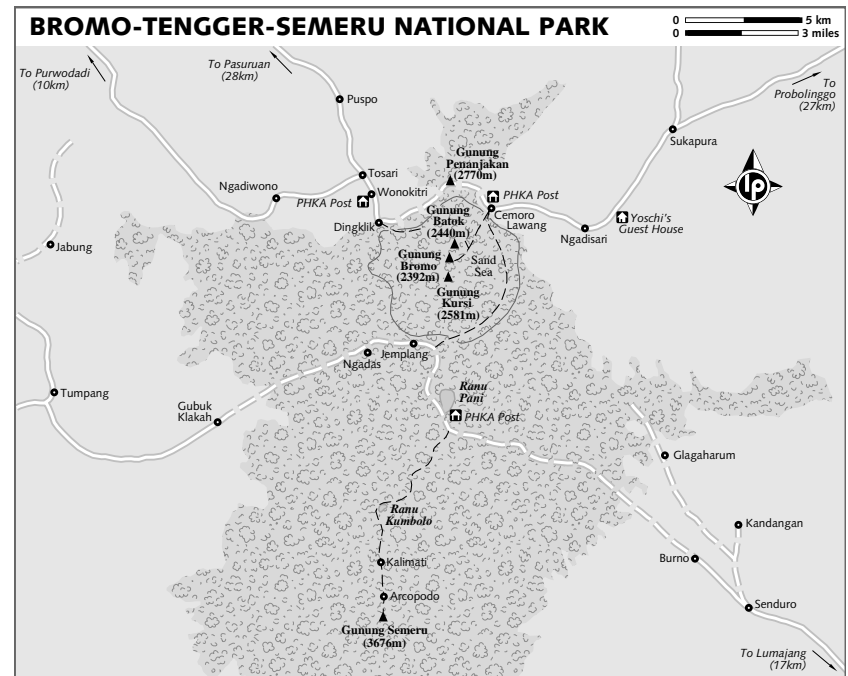 BROMO-TENGGER-SEMERU NATIONAL PARK
0 5 km
0 3 miles
To Purwodadi
(10km)
To Pasuruan
(28km)
To
Probolinggo
(27km)
Puspo
Sukapura
Gunung
Penanjakan
(2770m)
Tosari
Ngadiwono
Wonokitri
PHKA Post
PHKA Post
lp
Dingklik
Gunung
Batok
(2440m)
Cemoro
Lawang
Yoschi's
Guest House
Ngadisari
Jabung
Gunung
Bromo
(2392m)
Sand
Sea
Gunung
Kursi
(2581m)
Jemplang
Ngadas
Tumpang
Ranu
Pani
Gubuk
Klakah
PHKA Post
Glagaharum
Ranu
Kumbolo
Kandangan
Kalimati
Burno
Arcopodo
Senduro
Gunung Semeru
(3676m)
To Lumajang
(17km)